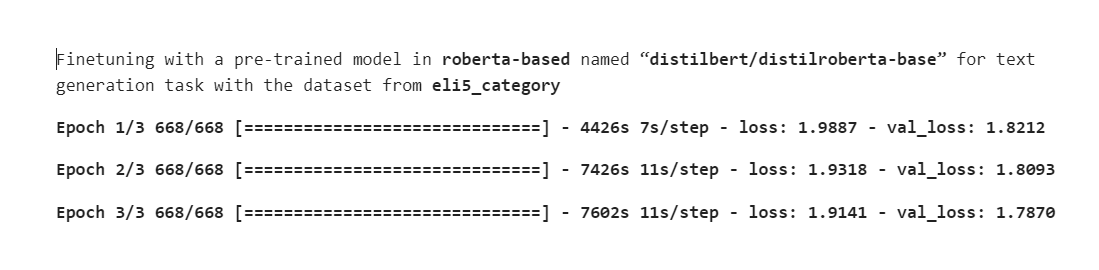 Finetuning with a pre-trained model in roberta-based named “distilbert/distilroberta-base” for text
generation task with the dataset from eli5_category
Epoch 1/3 668/668 [==============================] - 4426s 7s/step - loss: 1.9887 - val_loss: 1.8212
Epoch 2/3 668/668 [==============================] - 7426s 11s/step - loss: 1.9318 - val_loss: 1.8093
Epoch 3/3 668/668 [==============================] - 7602s 11s/step - loss: 1.9141 - val_loss: 1.7870